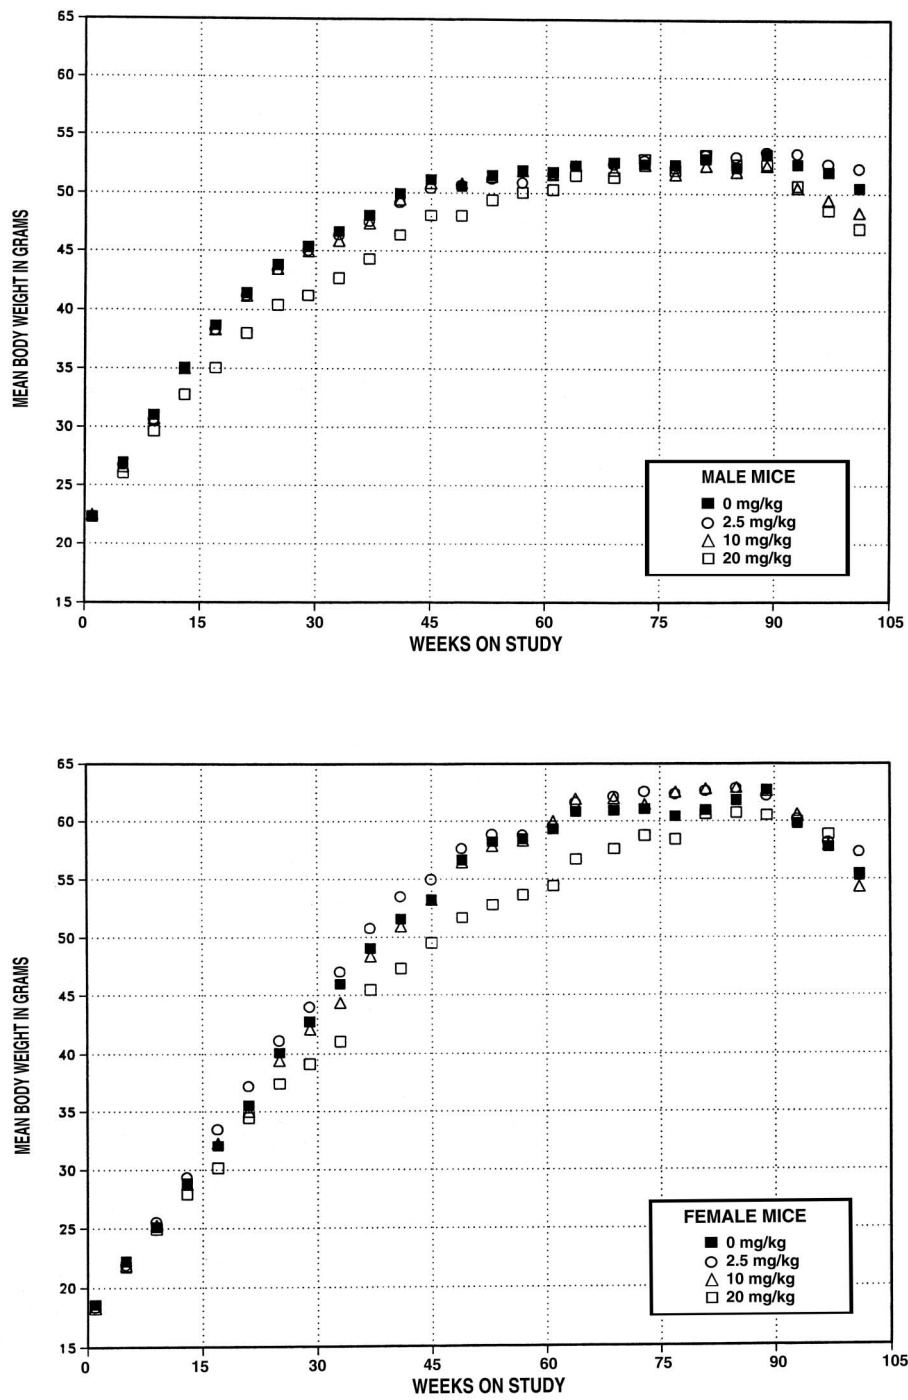 65
60
55
50
45
40
35
30
25
20
15
MEAN BODY WEIGHT IN GRAMS
MALE MICE
0 mg/kg
2.5 mg/kg
10 mg/kg
20 mg/kg
0 15 30 45 60 75 90 105
WEEKS ON STUDY
65
60
55
50
45
40
35
30
25
20
15
MEAN BODY WEIGHT IN GRAMS
FEMALE MICE
0 mg/kg
2.5 mg/kg
10 mg/kg
20 mg/kg
0 15 30 45 60 75 90 105
WEEKS ON STUDY